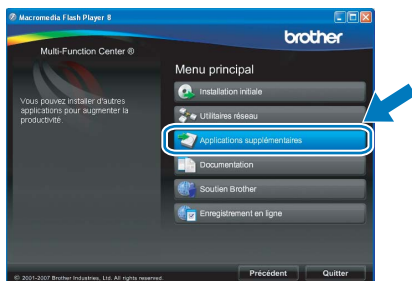 Macromedia Flash Player 8
brother
Multi-Function Center ®
Menu principal
Vous pouvez installer d'autres
applications pour augmenter la
productivité.
Installation initiale
Utilitaires réseau
Applications supplémentaires
Documentation
Soutien Brother
Enregistrement en ligne
© 2001-2007 Brother Industries, Ltd. All rights reserved.
Précédent
Quitter